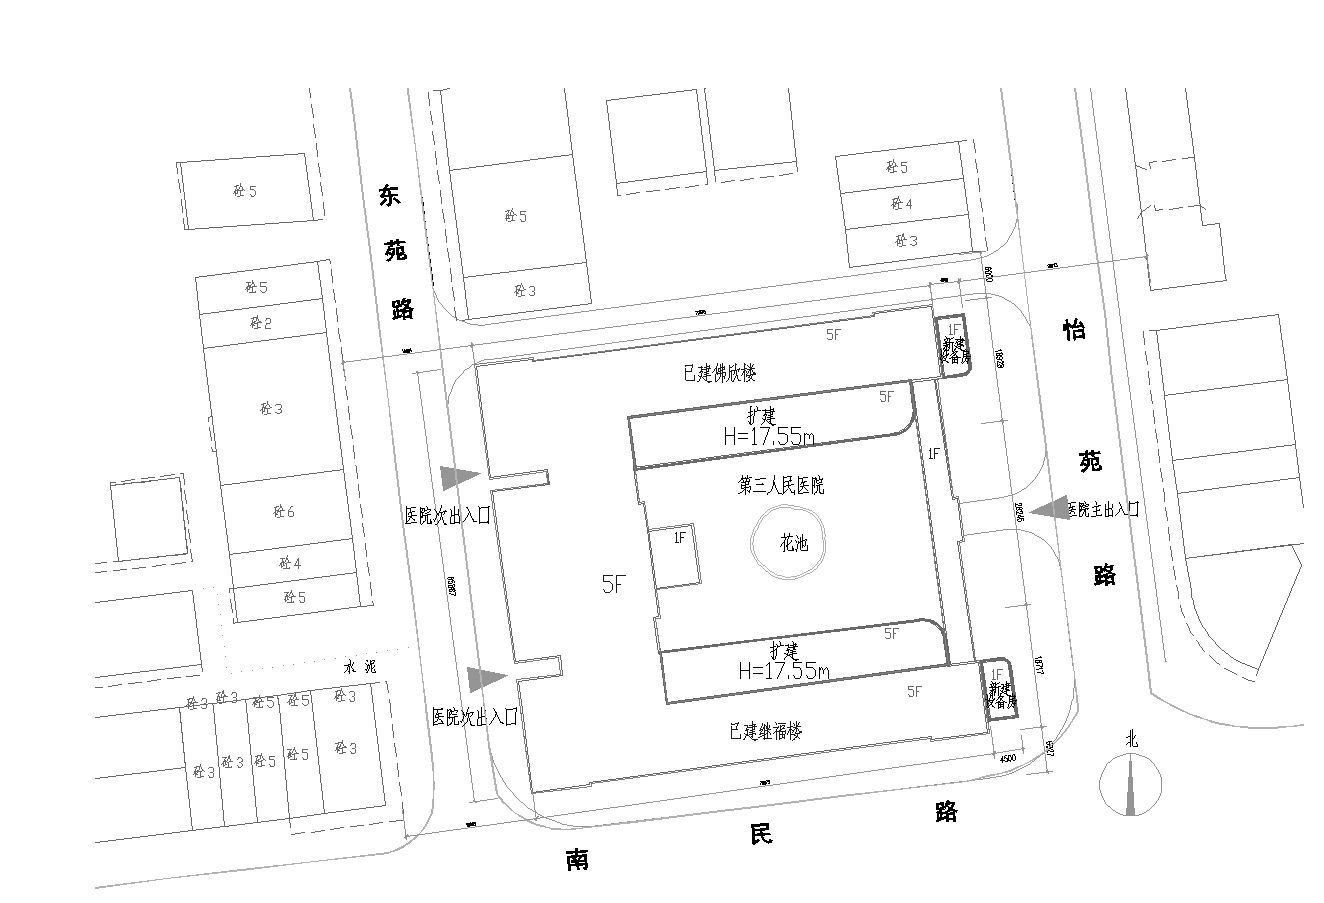 砼5
东
苑
路
砼5
砼3
砼5
砼4
砼3
砼5
砼2
砼3
砼6
砼4
砼5
6000
怡
苑
路
5F
已建佛欣楼
1F
新建
设备房
5F
扩建
H=17.55m
1F
第三人民医院
花池
1F
5F
医院次出入口
医院主出入口
5F
扩建
H=17.55m
5F
已建继福楼
1F
新建
设备房
医院次出入口
水泥
砼3
砼3
砼5
砼5
砼3
砼3
砼3
砼5
砼5
砼3
4500
北
南
民
路